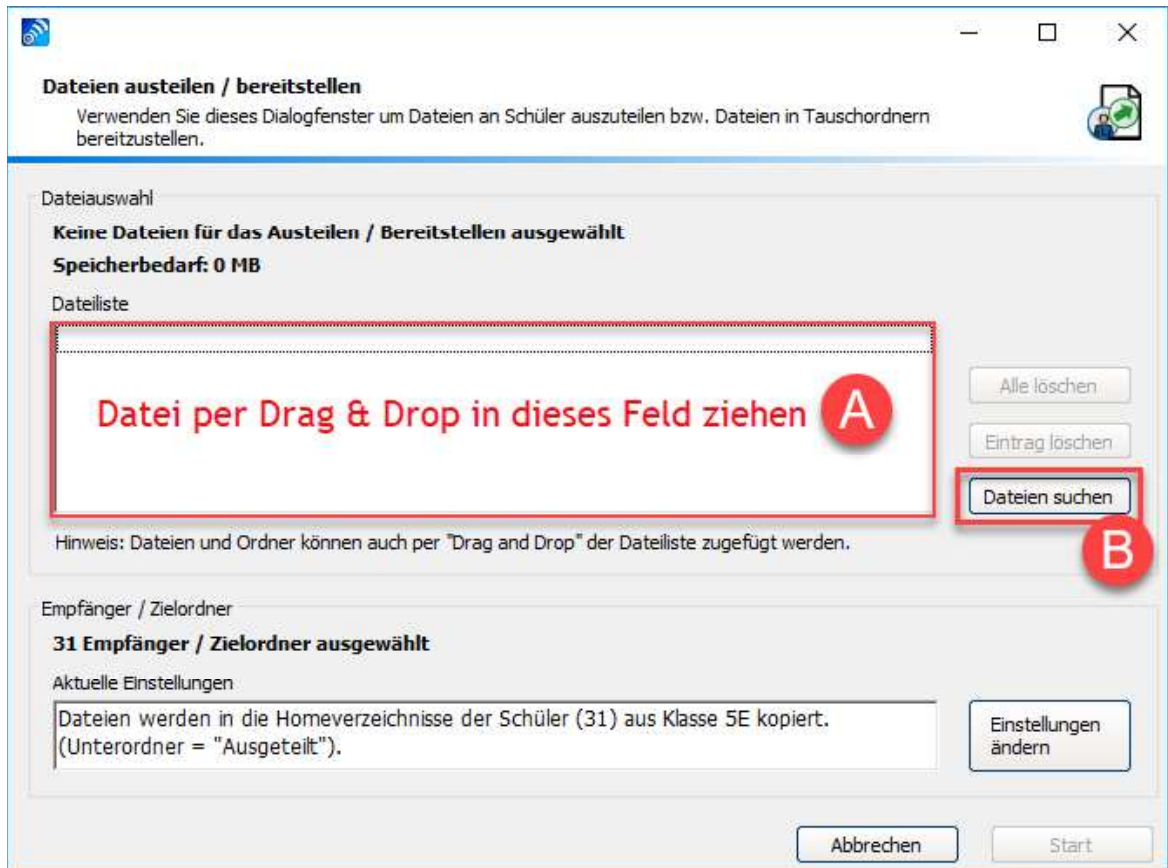 Dateien austeilen / bereitstellen
Verwenden Sie dieses Dialogfenster um Dateien an Schüler auszuteilen bzw. Dateien in Tauschordnern
bereitzustellen.
Dateiauswahl
Keine Dateien für das Austeilen / Bereitstellen ausgewählt
Speicherbedarf: 0 MB
Dateiliste
Datei per Drag & Drop in dieses Feld ziehen A
Alle löschen
Eintrag löschen
Dateien suchen
B
Hinweis: Dateien und Ordner können auch per "Drag and Drop" der Dateiliste zugefügt werden.
Empfänger / Zielordner
31 Empfänger / Zielordner ausgewählt
Aktuelle Einstellungen
Dateien werden in die Homeverzeichnisse der Schüler (31) aus Klasse 5E kopiert.
(Unterordner = "Ausgeteilt").
Einstellungen
ändern
Abbrechen
Start